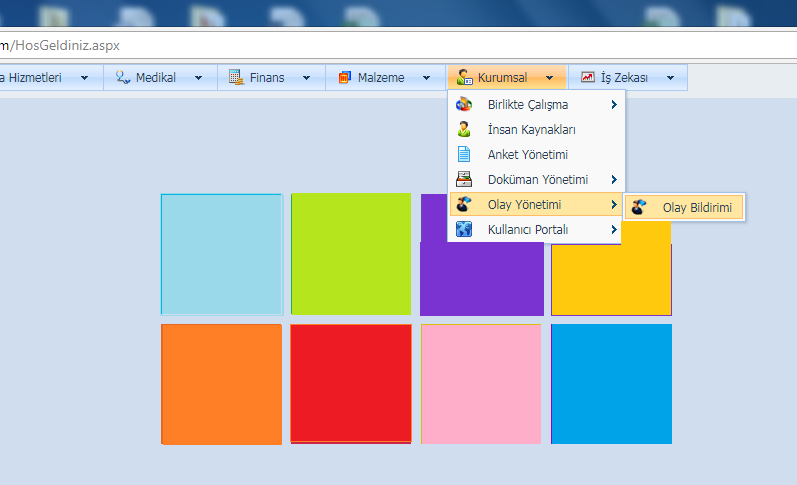 m/HosGeldiniz.aspx
a Hizmetleri Medikal Finans Malzeme Kurumsal İş Zekası
Birlikte Çalışma
İnsan Kaynakları
Anket Yönetimi
Doküman Yönetimi
Olay Yönetimi Olay Bildirimi
Kullanıcı Portalı